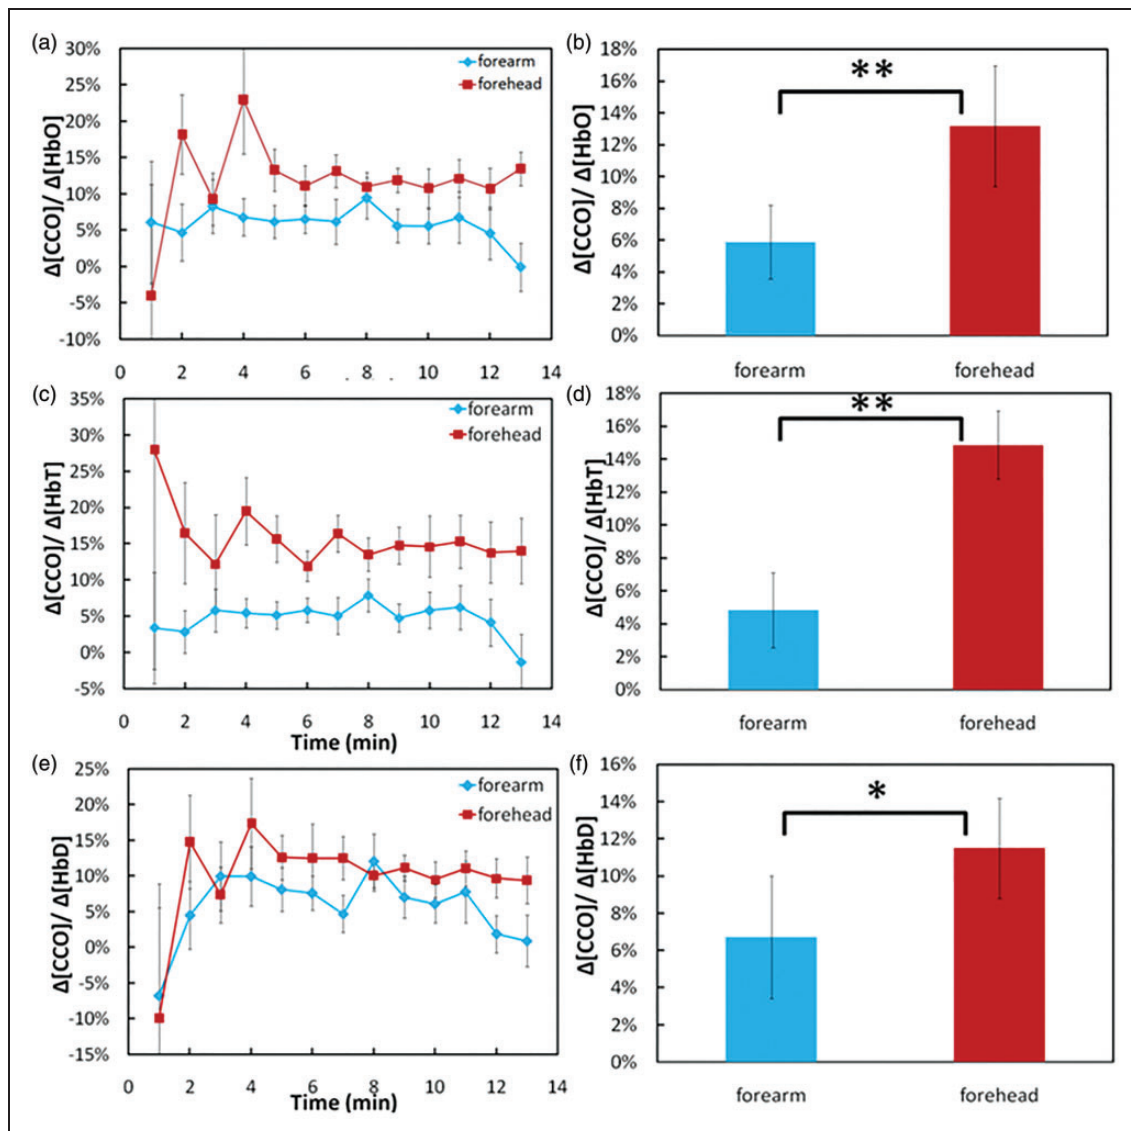 (a)
30%
25%
20%
15%
10%
5%
0%
-5%
-10%
Δ[CCO]/ Δ[HbO]
forearm
forehead
0 2 4 6 8 10 12 14
(b)
18%
16%
14%
12%
10%
8%
6%
4%
2%
0%
Δ[CCO]/ Δ[HbO]
**
forearm forehead
(c)
35%
30%
25%
20%
15%
10%
5%
0%
-5%
Δ[CCO]/ Δ[HbT]
forearm
forehead
0 2 4 6 8 10 12 14
Time (min)
(d)
18%
16%
14%
12%
10%
8%
6%
4%
2%
0%
Δ[CCO]/ Δ[HbT]
**
forearm forehead
(e)
25%
20%
15%
10%
5%
0%
-5%
-10%
-15%
Δ[CCO]/ Δ[HbD]
forearm
forehead
0 2 4 6 8 10 12 14
Time (min)
(f)
16%
14%
12%
10%
8%
6%
4%
2%
0%
Δ[CCO]/ Δ[HbD]
*
forearm forehead